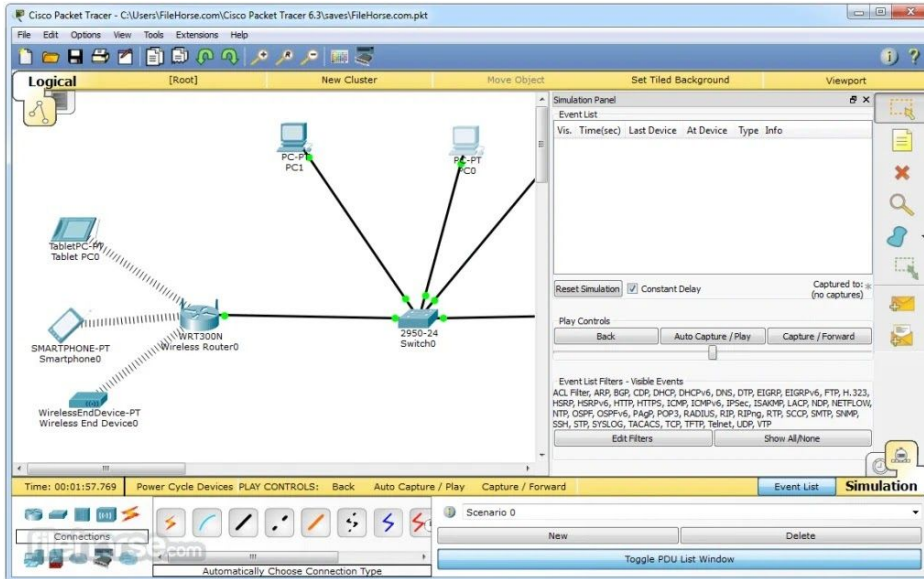 Cisco Packet Tracer - C:\Users\FileHorse.com\Cisco Packet Tracer 6.3\saves\FileHorse.com.pkt
File Edit Options View Tools Extensions Help
Logical [Root] New Cluster Move Object Set Tiled Background Viewport
PC-PT
PC1
PC-PT
PC0
TabletPC-PT
Tablet PC0
SMARTPHONE-PT
Smartphone0
WRT300N
Wireless Router0
2950-24
Switch0
WirelessEndDevice-PT
Wireless End Device0
Simulation Panel
Event List
Vis. Time(sec) Last Device At Device Type Info
Reset Simulation Constant Delay Captured to: *
(no captures)
Play Controls
Back Auto Capture / Play Capture / Forward
Event List Filters - Visible Events
ACL Filter, ARP, BGP, CDP, DHCP, DHCPv6, DNS, DTP, EIGRP, EIGRPv6, FTP, H.323,
HSRP, HSRPv6, HTTP, HTTPS, ICMP, ICMPv6, IPSec, ISAKMP, LACP, NDP, NETFLOW,
NTP, OSPF, OSPFv6, PAgP, POP3, RADIUS, RIP, RIPng, RTP, SCCP, SMTP, SNMP,
SSH, STP, SYSLOG, TACACS, TCP, TFTP, Telnet, UDP, VTP
Edit Filters Show All/None
Time: 00:01:57.769 Power Cycle Devices PLAY CONTROLS: Back Auto Capture / Play Capture / Forward Event List Simulation
Connections
Scenario 0
New Delete
Toggle PDU List Window
Automatically Choose Connection Type
filehorse.com